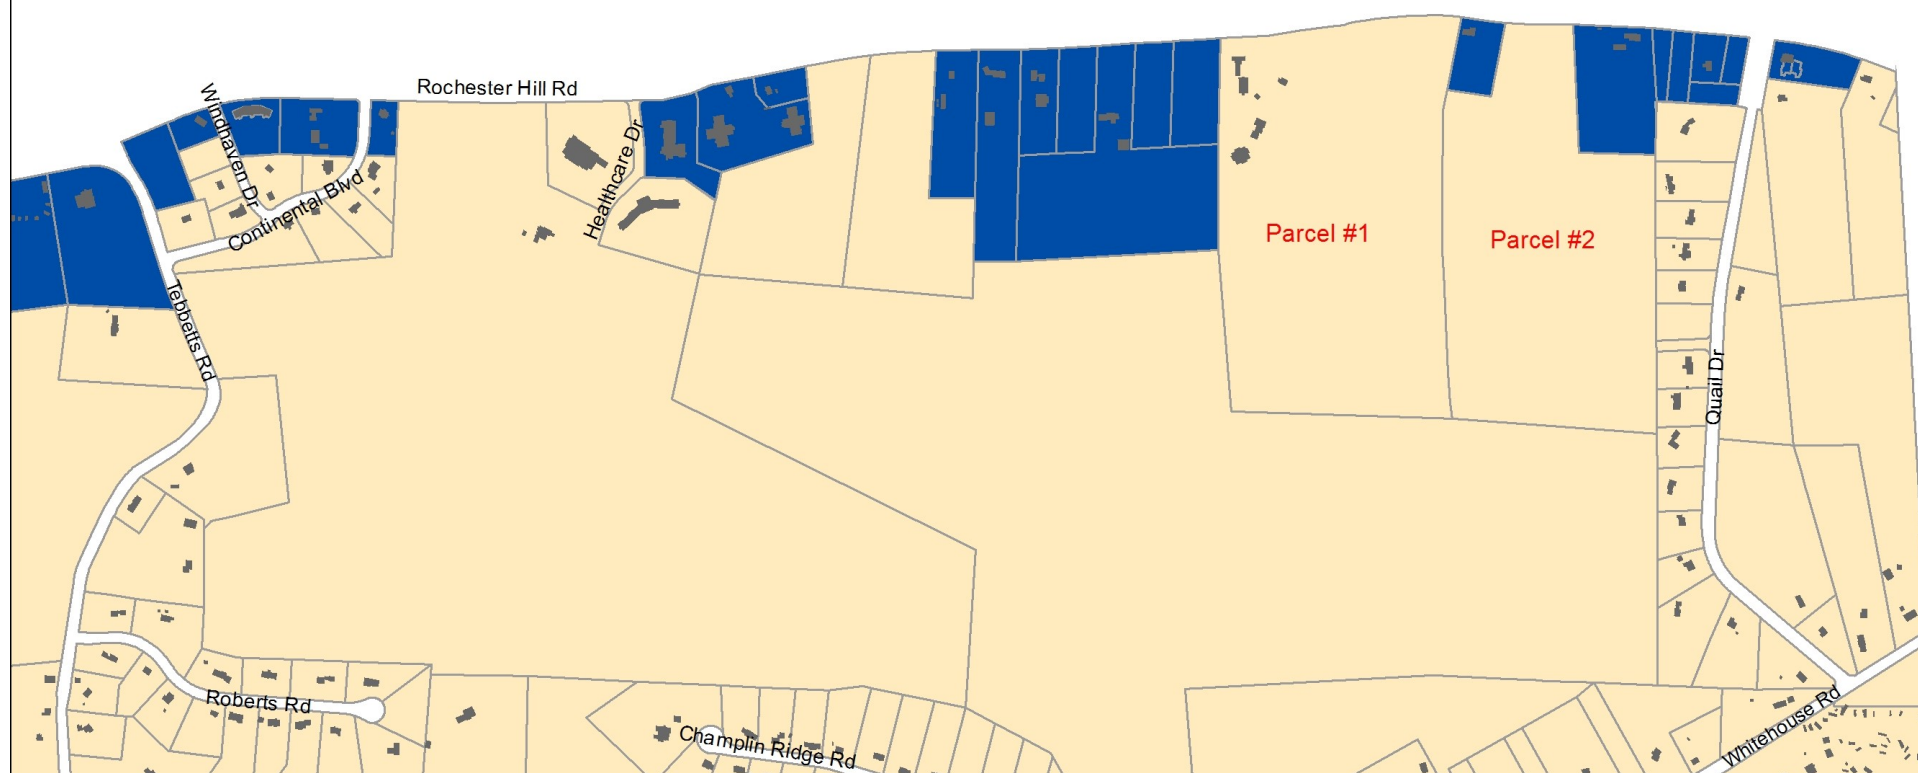 Rochester Hill Rd
Windhaven Dr
Healthcare Dr
Continental Blvd
Parcel #1
Parcel #2
Tebbetts Rd
Quail Dr
Roberts Rd
Champlin Ridge Rd
Whitehouse Rd